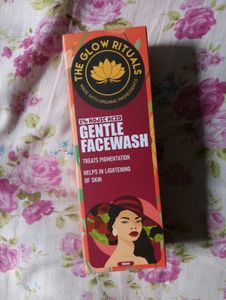 THE GLOW RITUALS
MADE WITH ORGANIC INGREDIENTS
2% KOJIC ACID
GENTLE
FACEWASH
TREATS PIGMENTATION
HELPS IN LIGHTENING
OF SKIN